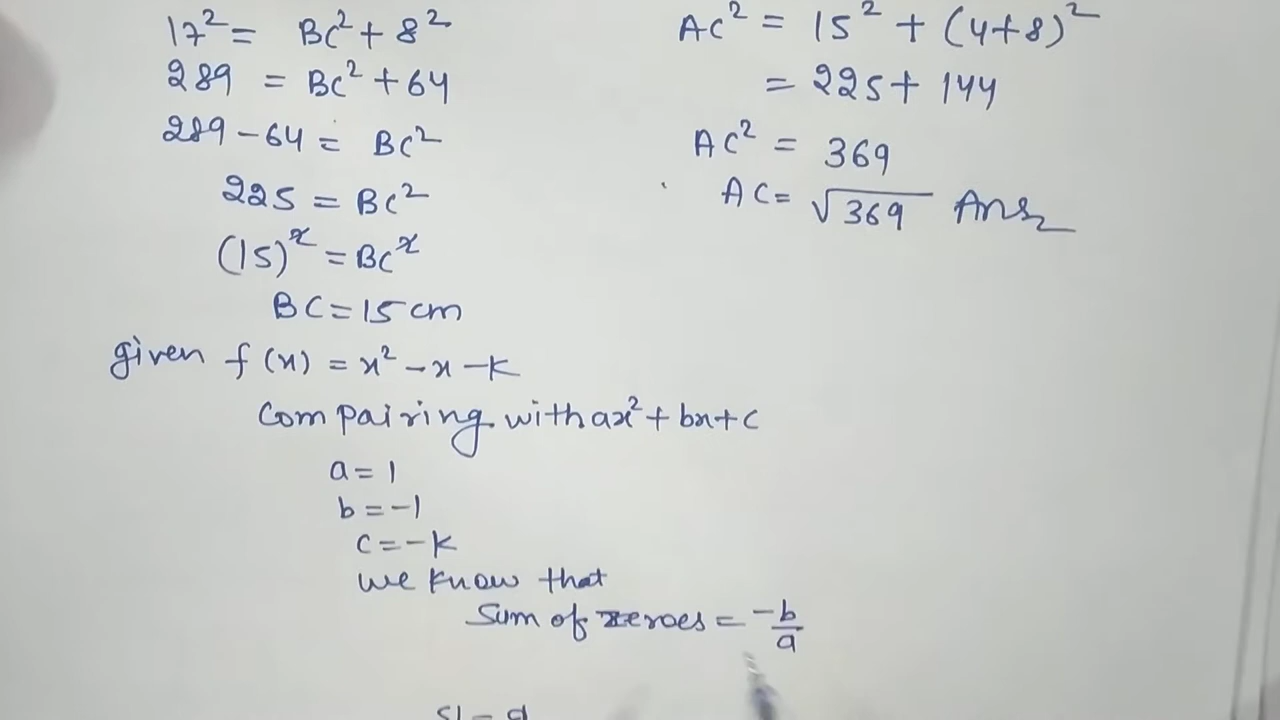 17² = BC² + 8²
289 = BC² + 64
289 - 64 = BC²
225 = BC²
(15)² = BC²
BC = 15 cm
AC² = 15² + (4+8)²
= 225 + 144
AC² = 369
AC = √369 Ans
given f(x) = x² - x - K
Compairing with ax² + bx + c
a = 1
b = -1
c = -K
we know that
Sum of zeroes = -b/a